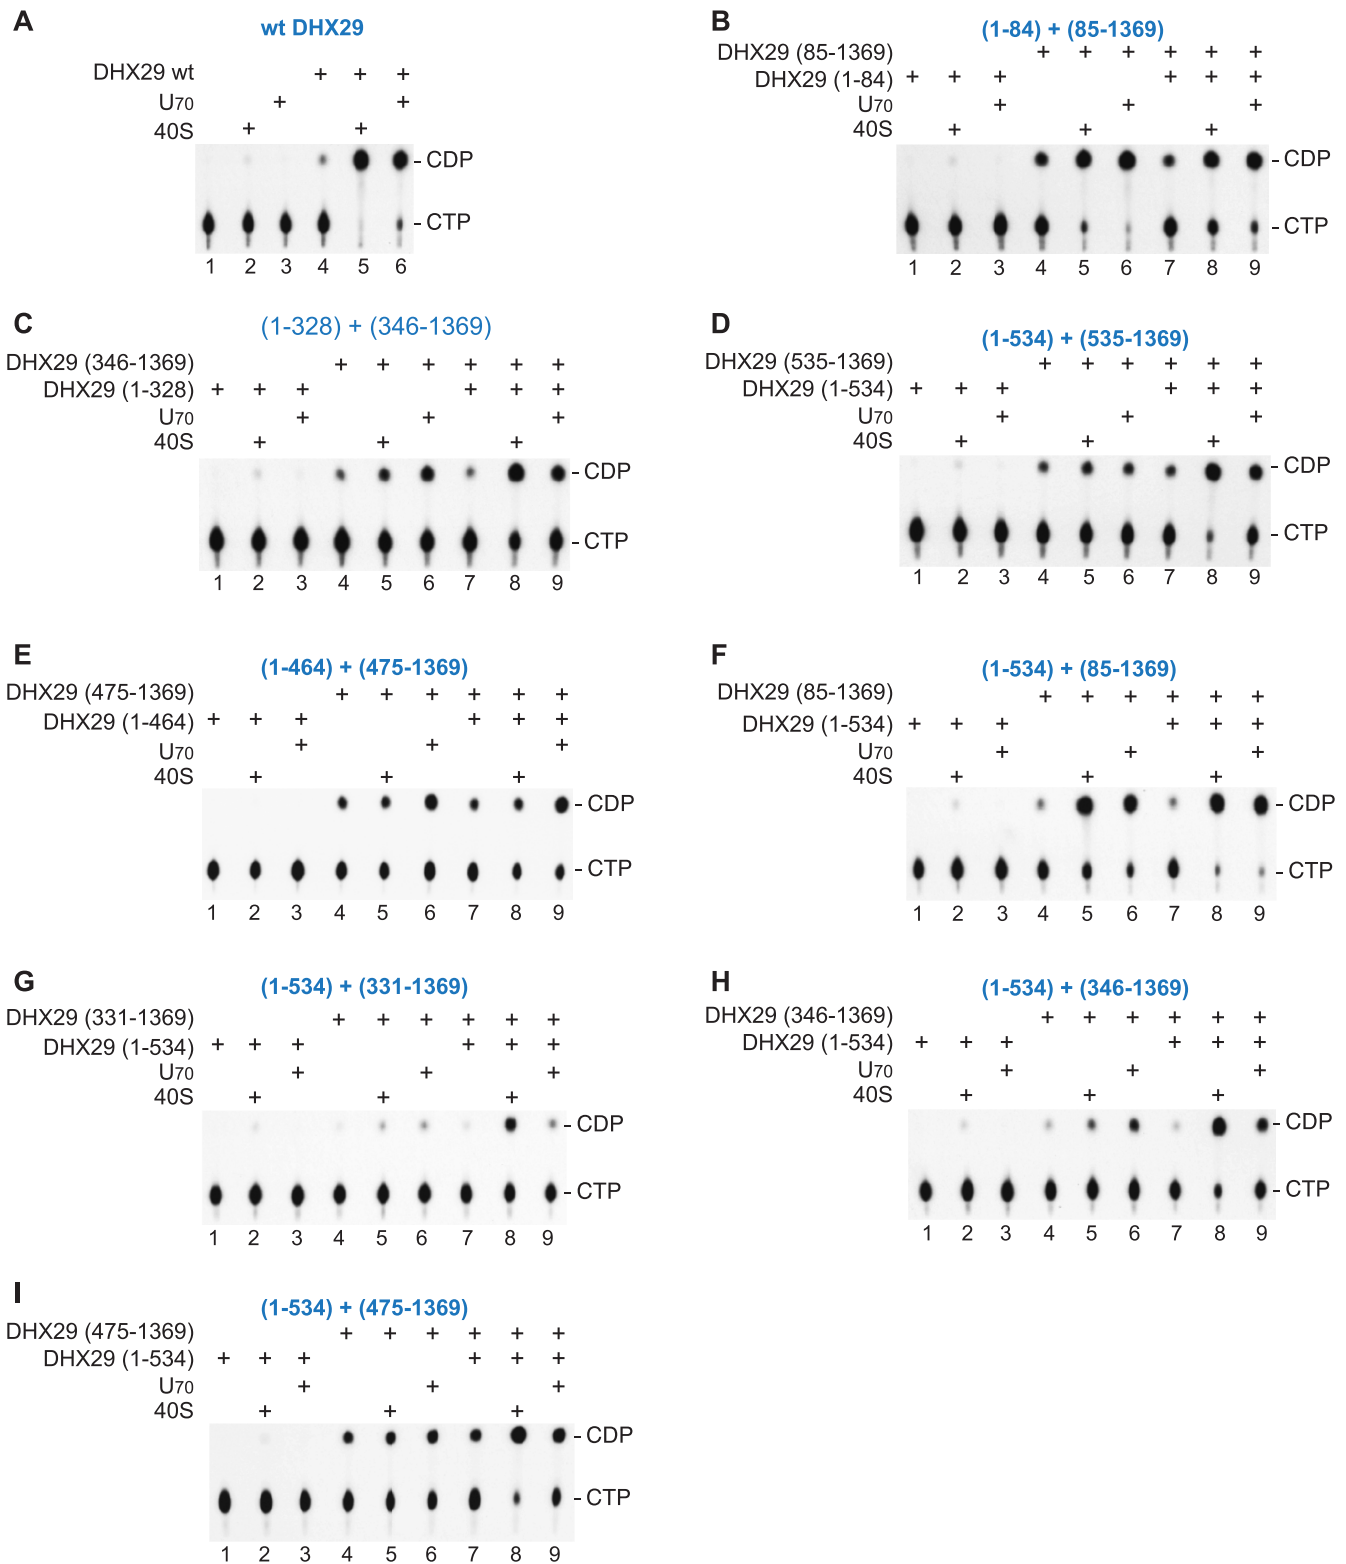 A
wt DHX29
DHX29 wt + + +
U70 + +
40S + +
CDP
CTP
1 2 3 4 5 6
B
(1-84) + (85-1369)
DHX29 (85-1369) + + + + + +
DHX29 (1-84) + + + + + +
U70 + + +
40S + + +
CDP
CTP
1 2 3 4 5 6 7 8 9
C
(1-328) + (346-1369)
DHX29 (346-1369) + + + + + +
DHX29 (1-328) + + + + + +
U70 + + +
40S + + +
CDP
CTP
1 2 3 4 5 6 7 8 9
D
(1-534) + (535-1369)
DHX29 (535-1369) + + + + + +
DHX29 (1-534) + + + + + +
U70 + + +
40S + + +
CDP
CTP
1 2 3 4 5 6 7 8 9
E
(1-464) + (475-1369)
DHX29 (475-1369) + + + + + +
DHX29 (1-464) + + + + + +
U70 + + +
40S + + +
CDP
CTP
1 2 3 4 5 6 7 8 9
F
(1-534) + (85-1369)
DHX29 (85-1369) + + + + + +
DHX29 (1-534) + + + + + +
U70 + + +
40S + + +
CDP
CTP
1 2 3 4 5 6 7 8 9
G
(1-534) + (331-1369)
DHX29 (331-1369) + + + + + +
DHX29 (1-534) + + + + + +
U70 + + +
40S + + +
CDP
CTP
1 2 3 4 5 6 7 8 9
H
(1-534) + (346-1369)
DHX29 (346-1369) + + + + + +
DHX29 (1-534) + + + + + +
U70 + + +
40S + + +
CDP
CTP
1 2 3 4 5 6 7 8 9
I
(1-534) + (475-1369)
DHX29 (475-1369) + + + + + +
DHX29 (1-534) + + + + + +
U70 + + +
40S + + +
CDP
CTP
1 2 3 4 5 6 7 8 9